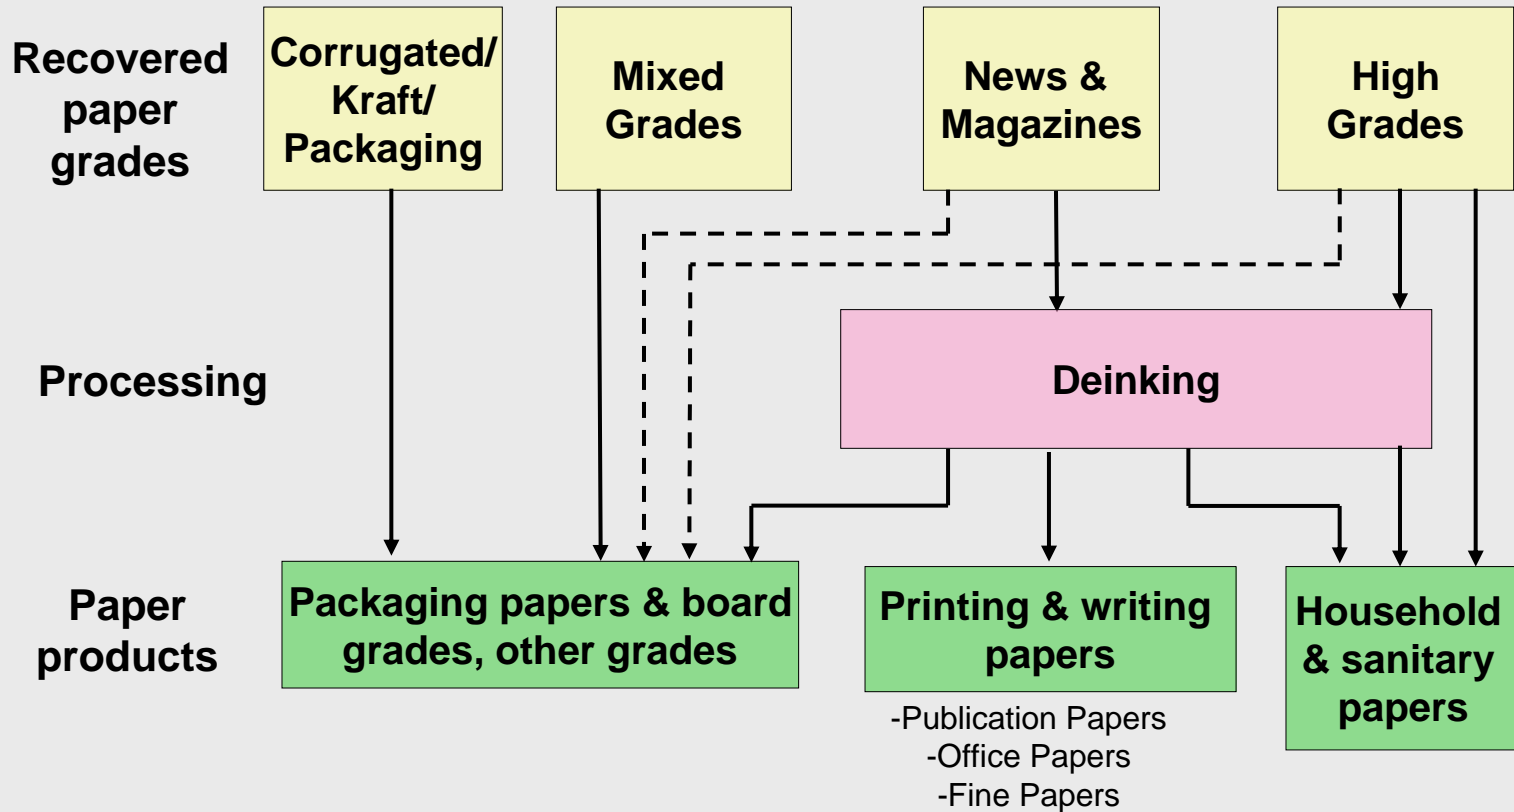 Recovered
paper
grades
Corrugated/
Kraft/
Packaging
Mixed
Grades
News &
Magazines
High
Grades
Processing
Deinking
Paper
products
Packaging papers & board
grades, other grades
Printing & writing
papers
Household
& sanitary
papers
-Publication Papers
-Office Papers
-Fine Papers